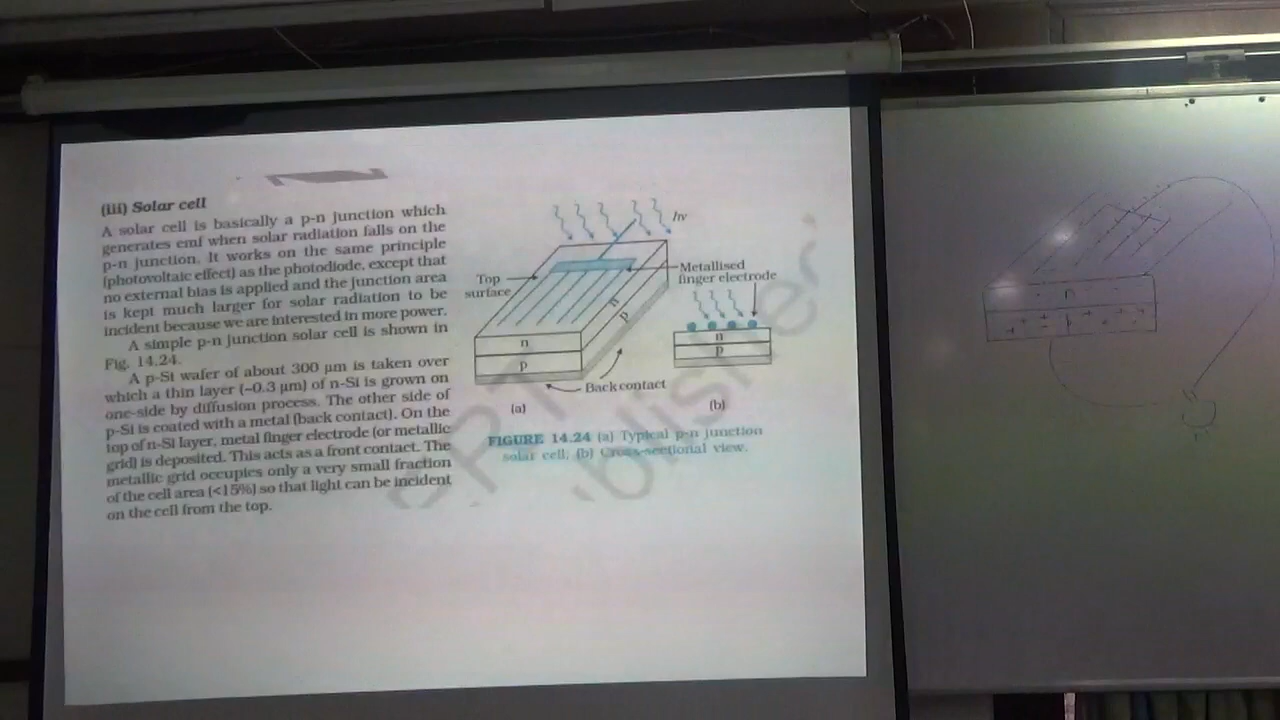 (iii) Solar cell
A solar cell is basically a p-n junction which
generates emf when solar radiation falls on the
p-n junction. It works on the same principle
(photovoltaic effect) as the photodiode, except that
no external bias is applied and the junction area
is kept much larger for solar radiation to be
incident because we are interested in more power.
A simple p-n junction solar cell is shown in
Fig. 14.24.
A p-Si wafer of about 300 μm is taken over
which a thin layer (~0.3 μm) of n-Si is grown on
one-side by diffusion process. The other side of
p-Si is coated with a metal (back contact). On the
top of n-Si layer, metal finger electrode (or metallic
grid) is deposited. This acts as a front contact. The
metallic grid occupies only a very small fraction
of the cell area (<15%) so that light can be incident
on the cell from the top.
hν
Top
surface
Metallised
finger electrode
n
p
n
p
n
p
Back contact
(a)
(b)
FIGURE 14.24 (a) Typical p-n junction
solar cell; (b) Cross-sectional view.
n
p